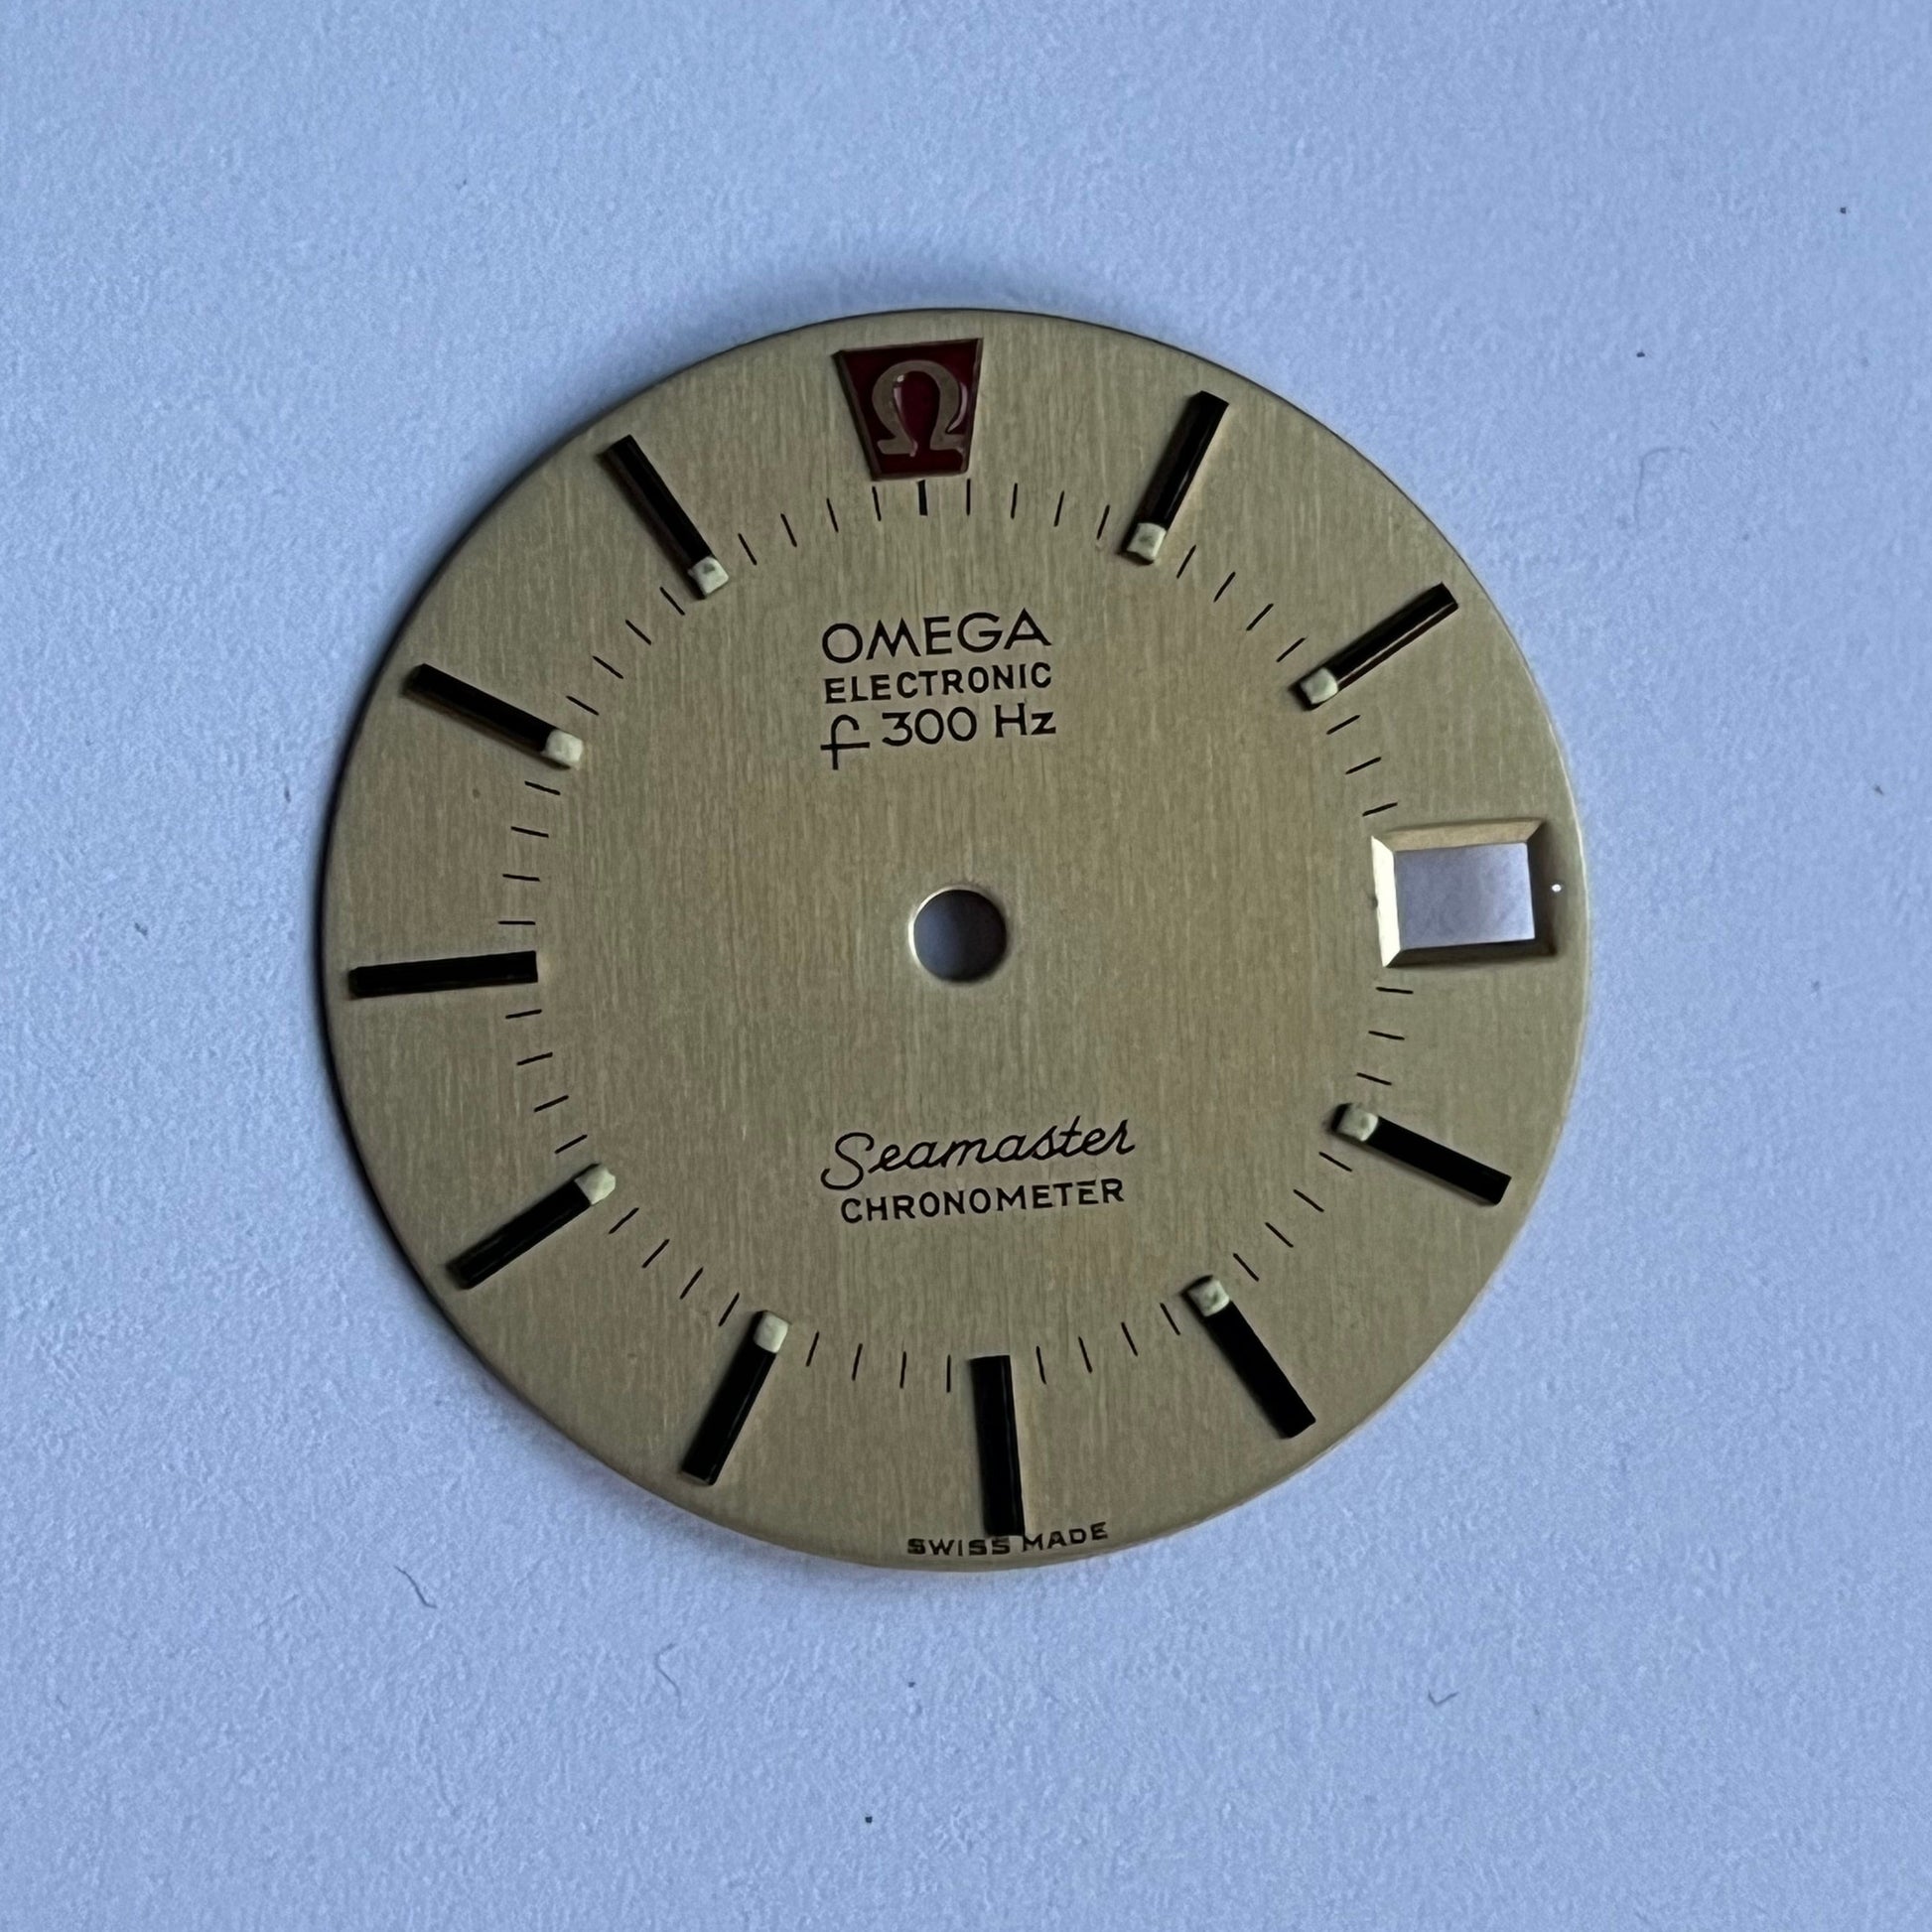 Ω
OMEGA
ELECTRONIC
f 300 Hz
Seamaster
CHRONOMETER
SWISS MADE